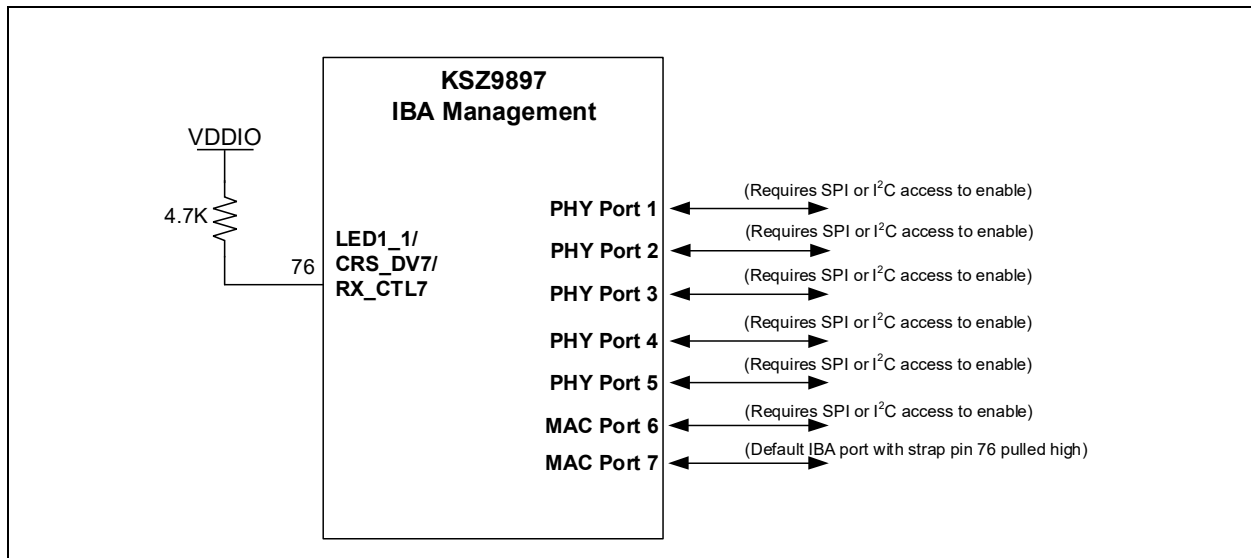 KSZ9897
IBA Management
VDDIO
4.7K
76
LED1_1/
CRS_DV7/
RX_CTL7
PHY Port 1
(Requires SPI or I²C access to enable)
PHY Port 2
(Requires SPI or I²C access to enable)
PHY Port 3
(Requires SPI or I²C access to enable)
PHY Port 4
(Requires SPI or I²C access to enable)
PHY Port 5
(Requires SPI or I²C access to enable)
MAC Port 6
(Requires SPI or I²C access to enable)
MAC Port 7
(Default IBA port with strap pin 76 pulled high)